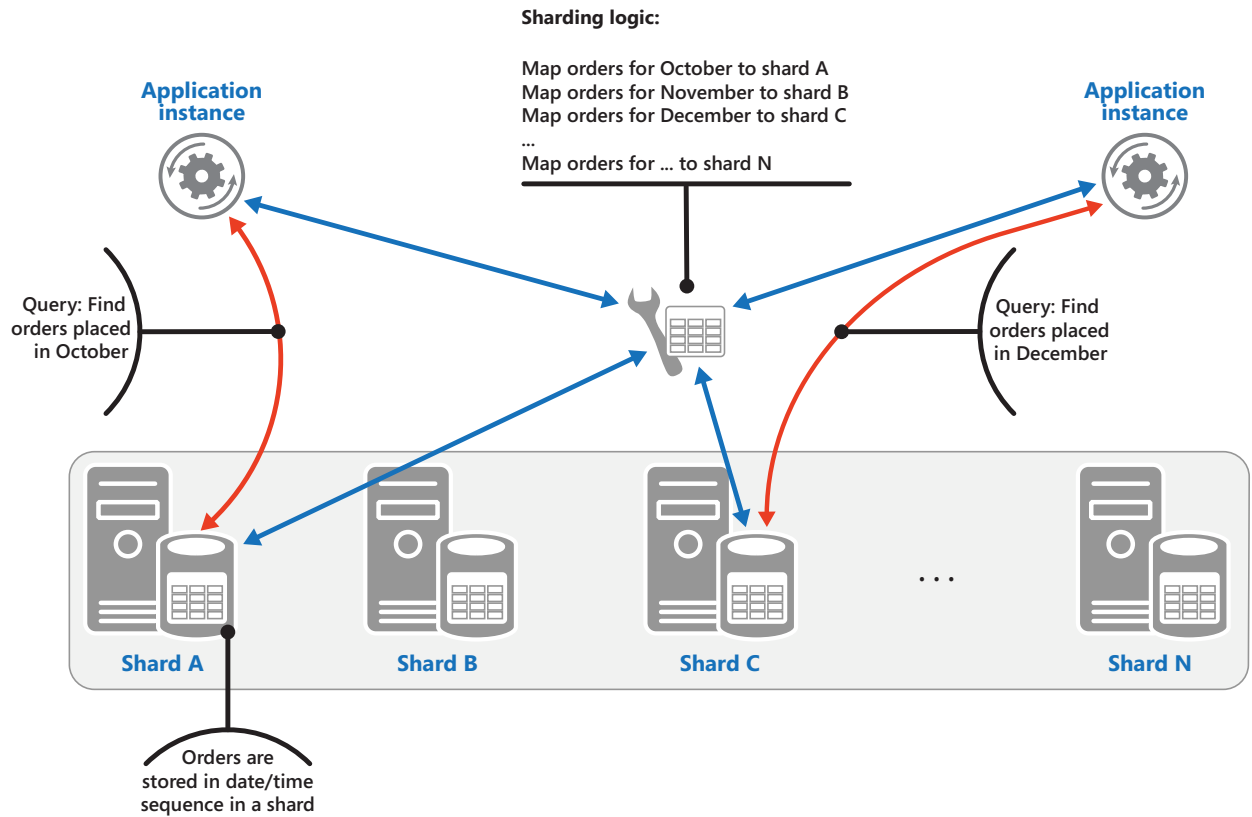 Sharding logic:
Map orders for October to shard A
Map orders for November to shard B
Map orders for December to shard C
...
Map orders for ... to shard N
Application
instance
Application
instance
Query: Find
orders placed
in October
Query: Find
orders placed
in December
...
Shard A
Shard B
Shard C
Shard N
Orders are
stored in date/time
sequence in a shard